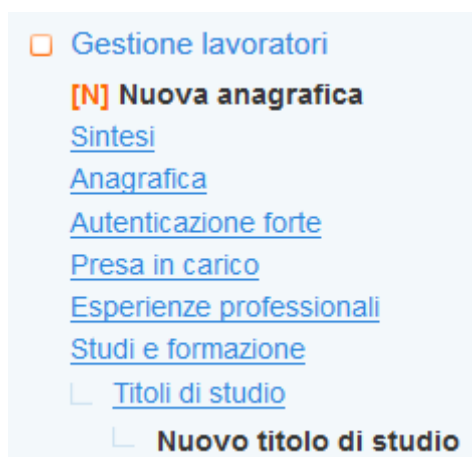 Gestione lavoratori
[N] Nuova anagrafica
Sintesi
Anagrafica
Autenticazione forte
Presa in carico
Esperienze professionali
Studi e formazione
Titoli di studio
Nuovo titolo di studio